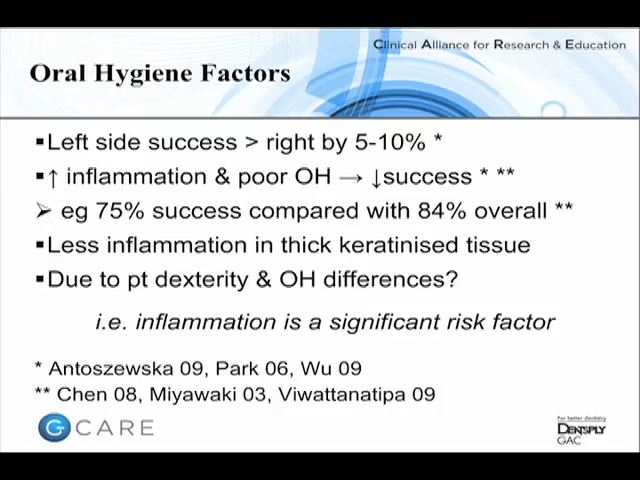 Clinical Alliance for Research & Education
Oral Hygiene Factors
▪Left side success > right by 5-10% *
▪↑ inflammation & poor OH → ↓success * **
➢ eg 75% success compared with 84% overall **
▪Less inflammation in thick keratinised tissue
▪Due to pt dexterity & OH differences?
i.e. inflammation is a significant risk factor
* Antoszewska 09, Park 06, Wu 09
** Chen 08, Miyawaki 03, Viwattanatipa 09
G CARE
For better dentistry
DENTSPLY
GAC